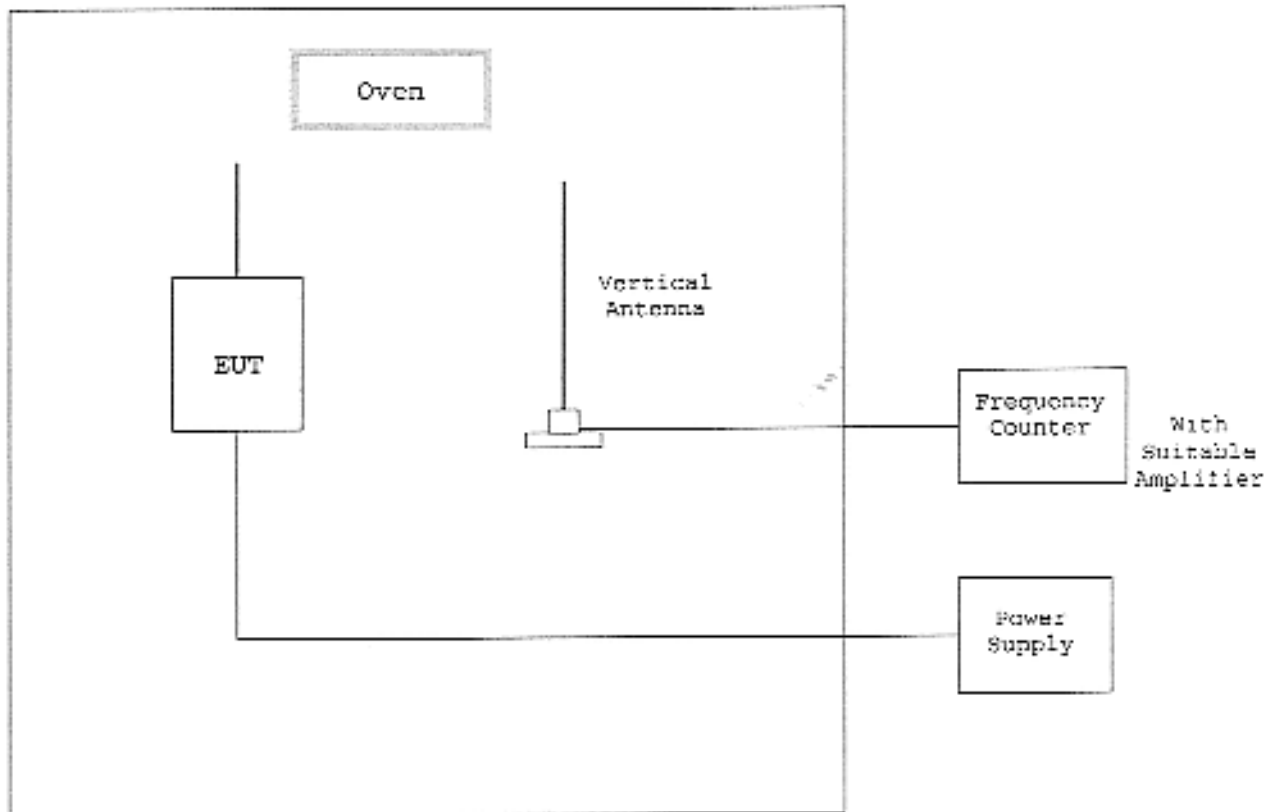 Oven
Vertical
Antenna
EUT
Frequency
Counter
With
Suitable
Amplifier
Power
Supply